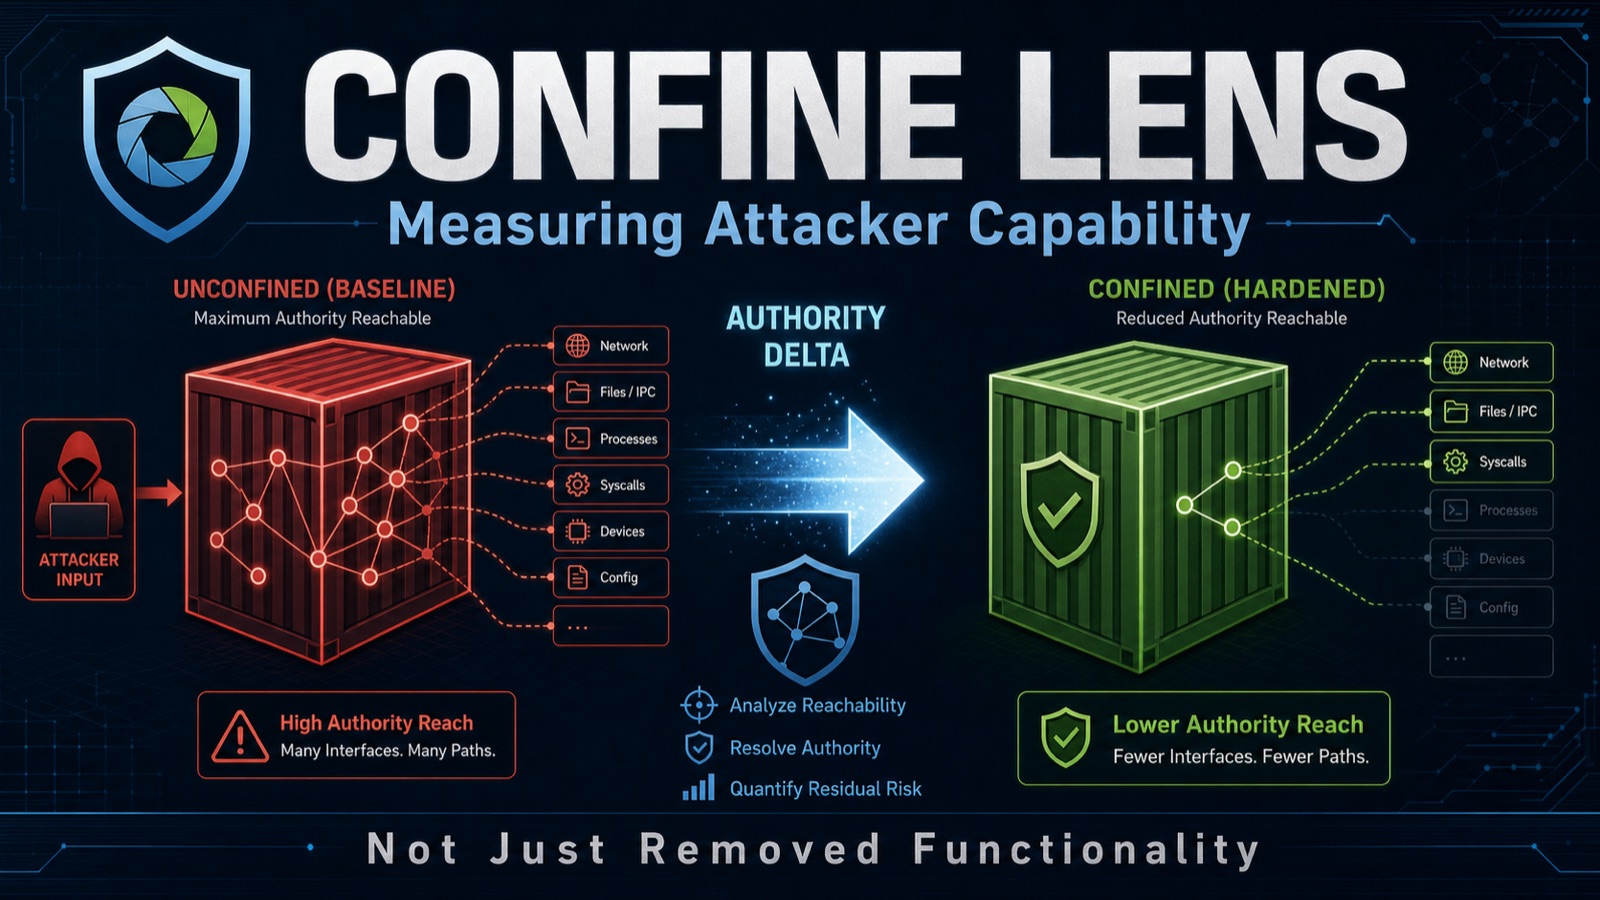 CONFINE LENS
Measuring Attacker Capability
UNCONFINED (BASELINE)
Maximum Authority Reachable
ATTACKER
INPUT
Network
Files / IPC
Processes
Syscalls
Devices
Config
...
High Authority Reach
Many Interfaces. Many Paths.
AUTHORITY
DELTA
Analyze Reachability
Resolve Authority
Quantify Residual Risk
CONFINED (HARDENED)
Reduced Authority Reachable
Network
Files / IPC
Syscalls
Processes
Devices
Config
...
Lower Authority Reach
Fewer Interfaces. Fewer Paths.
Not Just Removed Functionality